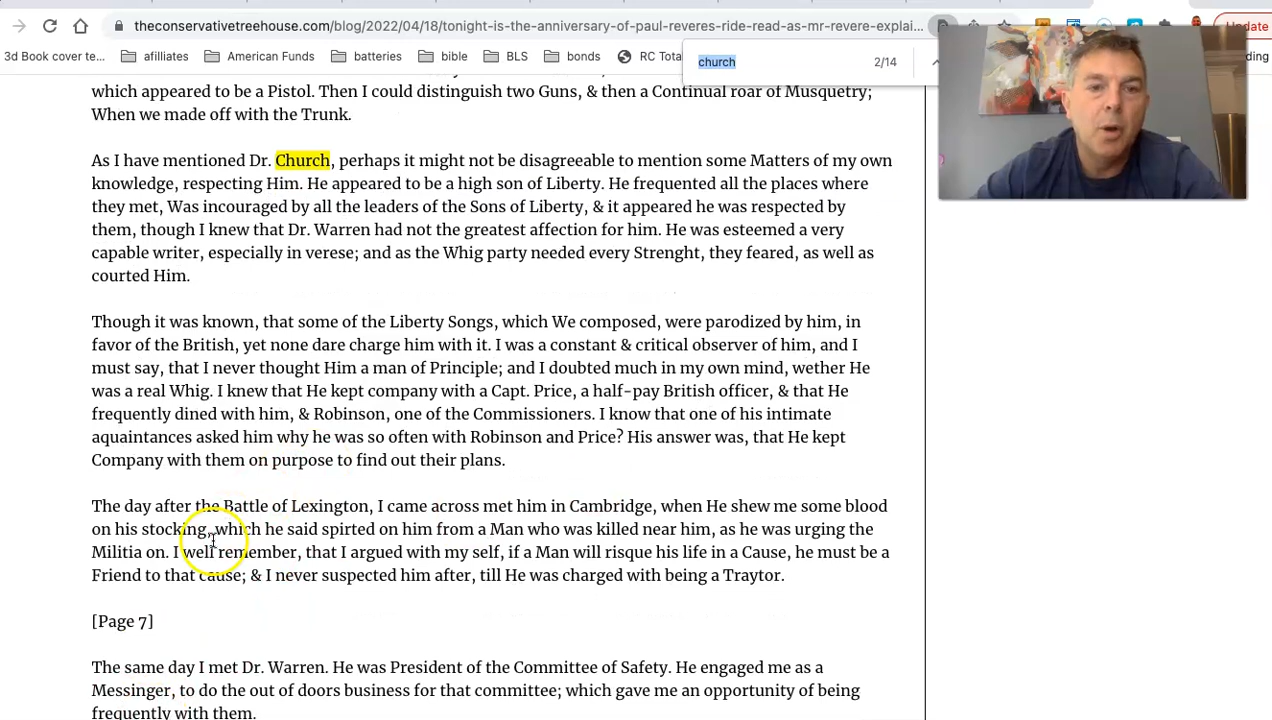 theconservativetreehouse.com/blog/2022/04/18/tonight-is-the-anniversary-of-paul-reveres-ride-read-as-mr-revere-explai...
Update
3d Book cover te...
afilliates
American Funds
batteries
bible
BLS
bonds
RC Tota
church
2/14
ding
which appeared to be a Pistol. Then I could distinguish two Guns, & then a Continual roar of Musquetry;
When we made off with the Trunk.
As I have mentioned Dr. Church, perhaps it might not be disagreeable to mention some Matters of my own
knowledge, respecting Him. He appeared to be a high son of Liberty. He frequented all the places where
they met, Was incouraged by all the leaders of the Sons of Liberty, & it appeared he was respected by
them, though I knew that Dr. Warren had not the greatest affection for him. He was esteemed a very
capable writer, especially in verese; and as the Whig party needed every Strenght, they feared, as well as
courted Him.
Though it was known, that some of the Liberty Songs, which We composed, were parodized by him, in
favor of the British, yet none dare charge him with it. I was a constant & critical observer of him, and I
must say, that I never thought Him a man of Principle; and I doubted much in my own mind, wether He
was a real Whig. I knew that He kept company with a Capt. Price, a half-pay British officer, & that He
frequently dined with him, & Robinson, one of the Commissioners. I know that one of his intimate
aquaintances asked him why he was so often with Robinson and Price? His answer was, that He kept
Company with them on purpose to find out their plans.
The day after the Battle of Lexington, I came across met him in Cambridge, when He shew me some blood
on his stocking, which he said spirted on him from a Man who was killed near him, as he was urging the
Militia on. I well remember, that I argued with my self, if a Man will risque his life in a Cause, he must be a
Friend to that cause; & I never suspected him after, till He was charged with being a Traytor.
[Page 7]
The same day I met Dr. Warren. He was President of the Committee of Safety. He engaged me as a
Messinger, to do the out of doors business for that committee; which gave me an opportunity of being
frequently with them.